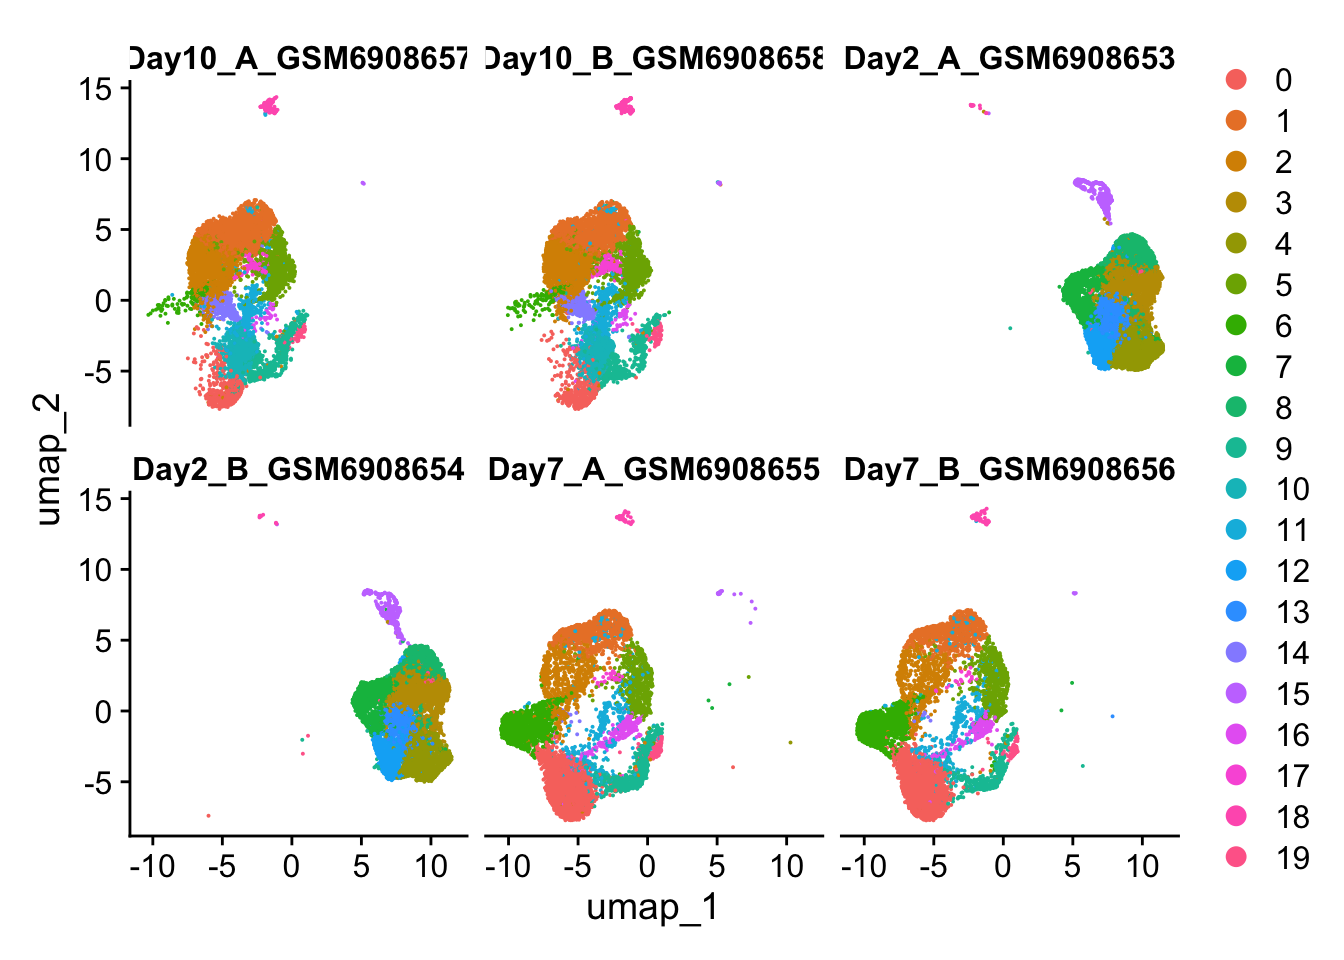 Day10_A_GSM6908657
Day10_B_GSM6908658
Day2_A_GSM6908653
15
10
5
0
-5
umap_2
Day2_B_GSM6908654
Day7_A_GSM6908655
Day7_B_GSM6908656
15
10
5
0
-5
-10 -5 0 5 10
-10 -5 0 5 10
-10 -5 0 5 10
umap_1
0
1
2
3
4
5
6
7
8
9
10
11
12
13
14
15
16
17
18
19